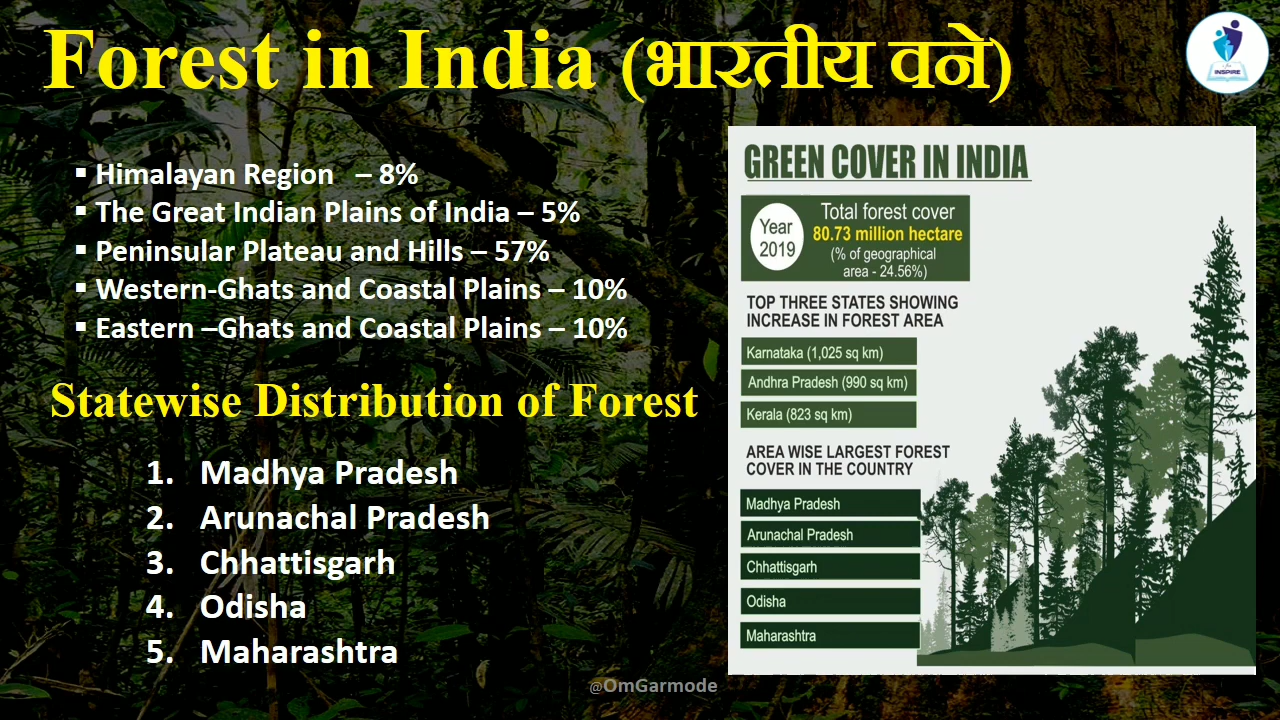 Forest in India (भारतीय वने)
INSPIRE
▪ Himalayan Region – 8%
▪ The Great Indian Plains of India – 5%
▪ Peninsular Plateau and Hills – 57%
▪ Western-Ghats and Coastal Plains – 10%
▪ Eastern –Ghats and Coastal Plains – 10%
Statewise Distribution of Forest
1. Madhya Pradesh
2. Arunachal Pradesh
3. Chhattisgarh
4. Odisha
5. Maharashtra
GREEN COVER IN INDIA
Year
2019
Total forest cover
80.73 million hectare
(% of geographical
area - 24.56%)
TOP THREE STATES SHOWING
INCREASE IN FOREST AREA
Karnataka (1,025 sq km)
Andhra Pradesh (990 sq km)
Kerala (823 sq km)
AREA WISE LARGEST FOREST
COVER IN THE COUNTRY
Madhya Pradesh
Arunachal Pradesh
Chhattisgarh
Odisha
Maharashtra
@OmGarmode